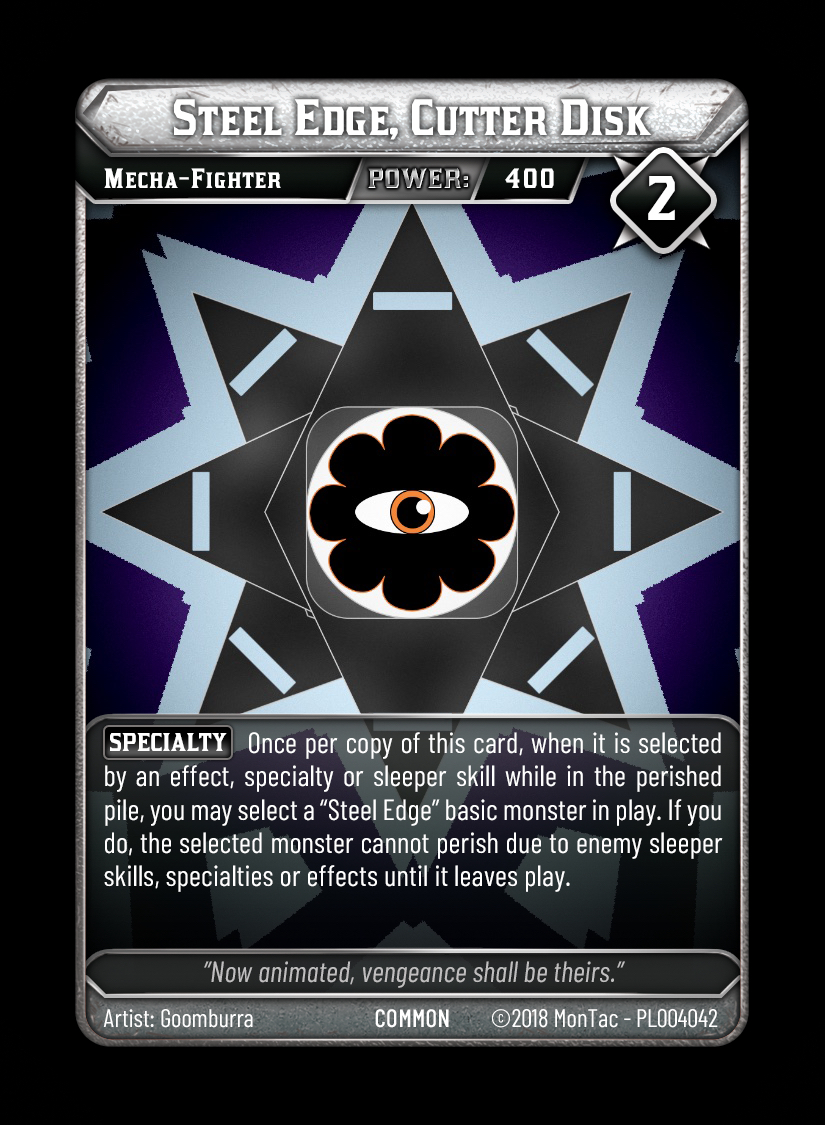 Steel Edge, Cutter Disk
Mecha-Fighter
POWER:
400
2
SPECIALTY Once per copy of this card, when it is selected
by an effect, specialty or sleeper skill while in the perished
pile, you may select a “Steel Edge” basic monster in play. If you
do, the selected monster cannot perish due to enemy sleeper
skills, specialties or effects until it leaves play.
“Now animated, vengeance shall be theirs.”
Artist: Goomburra
COMMON
©2018 MonTac - PL004042